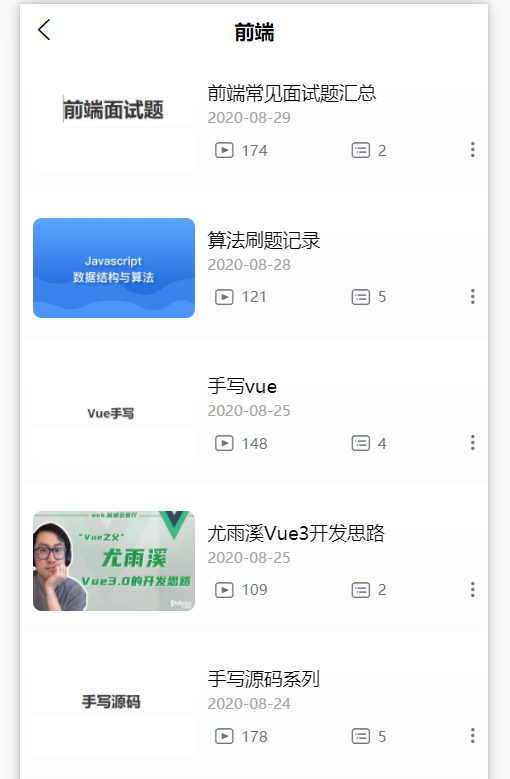 前端
前端面试题
前端常见面试题汇总
2020-08-29
174
2
Javascript
数据结构与算法
算法刷题记录
2020-08-28
121
5
Vue手写
手写vue
2020-08-25
148
4
"Vue之父"
尤雨溪
Vue3.0的开发思路
尤雨溪Vue3开发思路
2020-08-25
109
2
手写源码
手写源码系列
2020-08-24
178
5